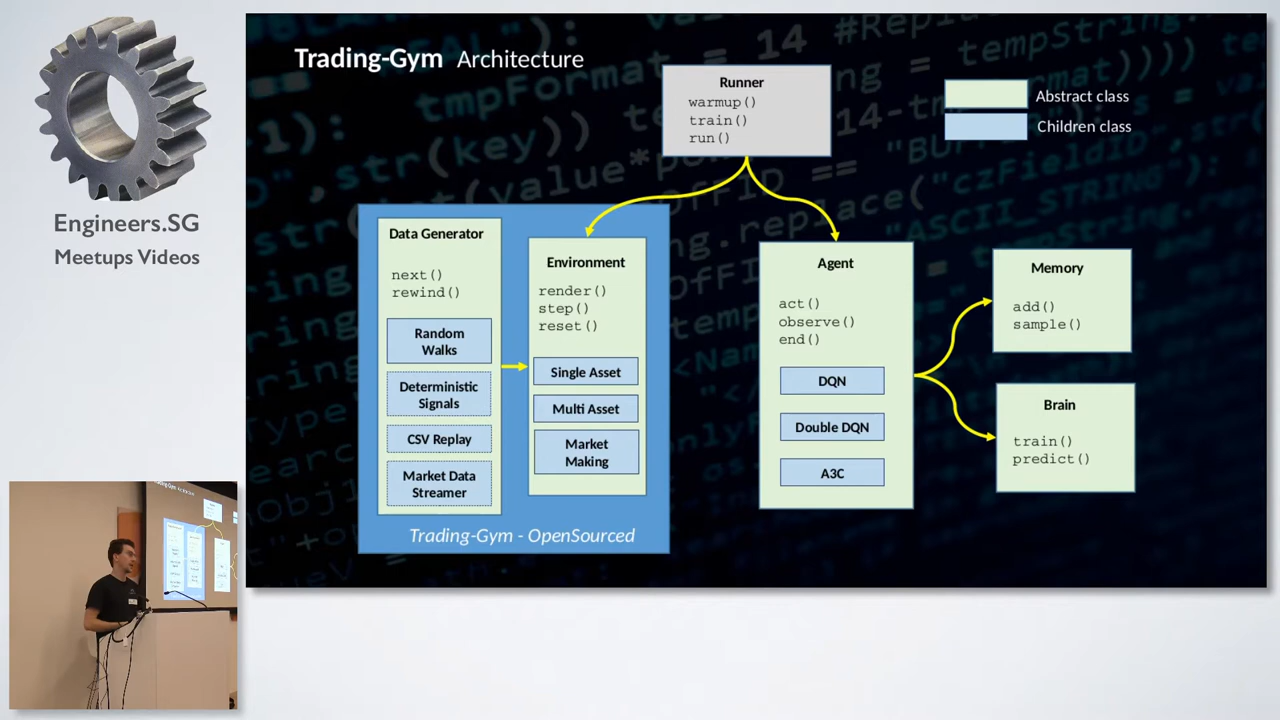 Engineers.SG
Meetups Videos
Trading-Gym Architecture
Runner
warmup()
train()
run()
Abstract class
Children class
Data Generator
next()
rewind()
Random
Walks
Deterministic
Signals
CSV Replay
Market Data
Streamer
Environment
render()
step()
reset()
Single Asset
Multi Asset
Market
Making
Trading-Gym - OpenSourced
Agent
act()
observe()
end()
DQN
Double DQN
A3C
Memory
add()
sample()
Brain
train()
predict()